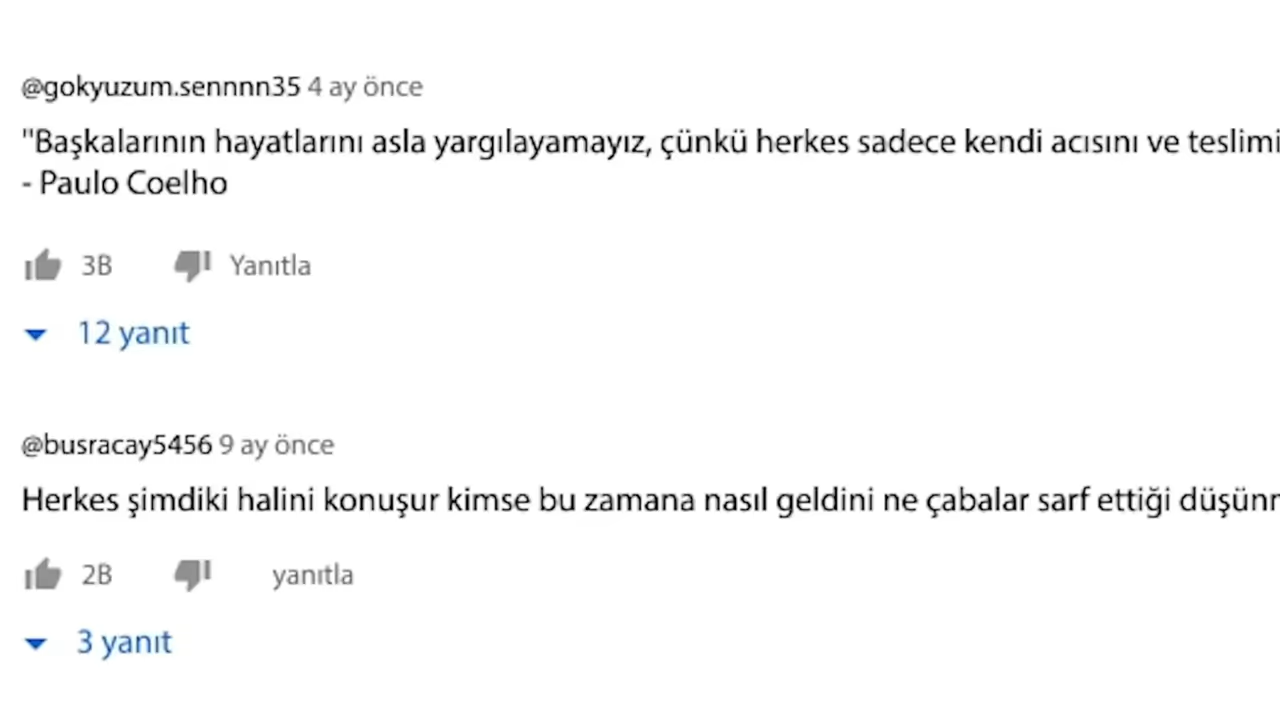 @gokyuzum.sennnn35 4 ay önce
"Başkalarının hayatlarını asla yargılayamayız, çünkü herkes sadece kendi acısını ve teslimi
- Paulo Coelho
3B Yanıtla
12 yanıt
@busracay5456 9 ay önce
Herkes şimdiki halini konuşur kimse bu zamana nasıl geldini ne çabalar sarf ettiği düşün
2B yanıtla
3 yanıt